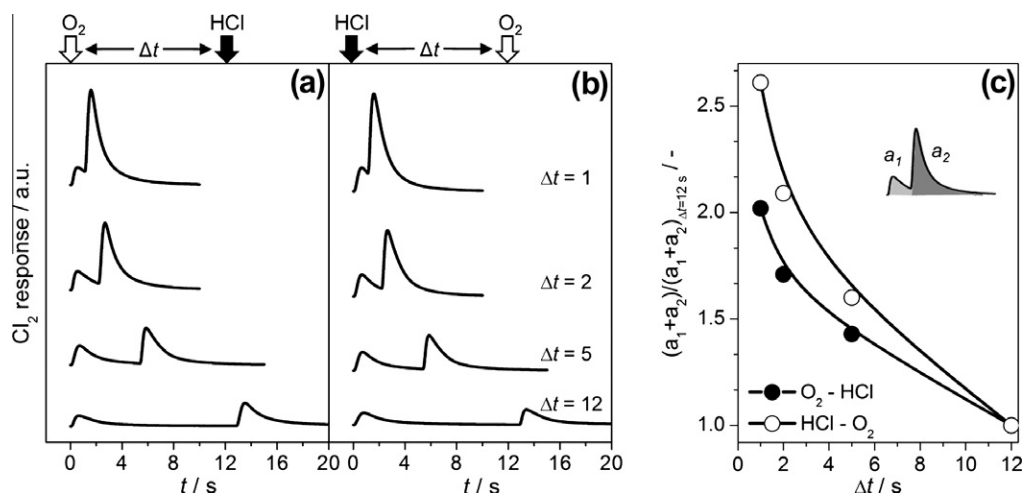 O2 HCl HCl O2
Δt Δt
(a) (b) (c)
Cl2 response / a.u.
Δt = 1
Δt = 2
Δt = 5
Δt = 12
0 4 8 12 16 20
0 4 8 12 16 20
t / s t / s
(a1+a2)/(a1+a2)Δt=12 s / -
2.5
2.0
1.5
1.0
a1 a2
O2 - HCl
HCl - O2
0 2 4 6 8 10 12
Δt / s